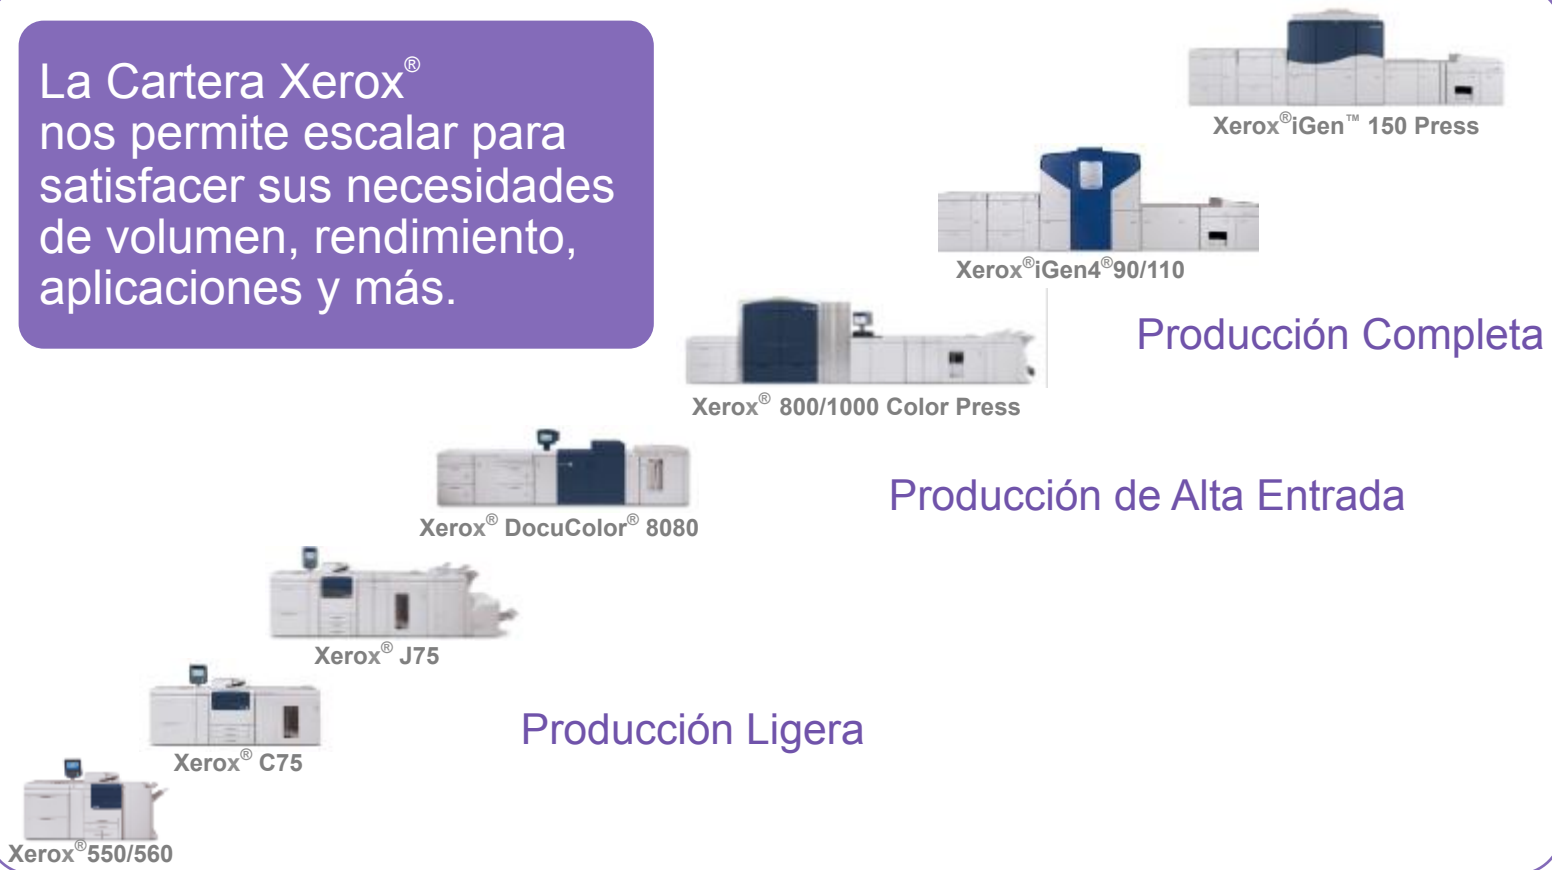 La Cartera Xerox®
nos permite escalar para
satisfacer sus necesidades
de volumen, rendimiento,
aplicaciones y más.
Xerox®iGen™ 150 Press
Xerox®iGen4®90/110
Producción Completa
Xerox® 800/1000 Color Press
Producción de Alta Entrada
Xerox® DocuColor® 8080
Xerox® J75
Producción Ligera
Xerox® C75
Xerox®550/560